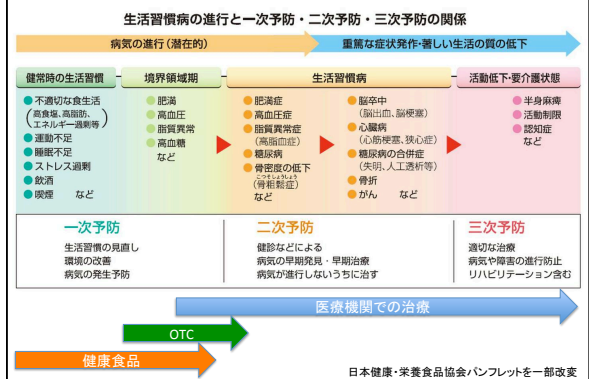 生活習慣病の進行と一次予防・二次予防・三次予防の関係
病気の進行(潜在的)
重篤な症状発作・著しい生活の質の低下
健常時の生活習慣
境界領域期
生活習慣病
活動低下・要介護状態
●不適切な食生活
(高食塩、高脂肪、
エネルギー過剰等)
●運動不足
●睡眠不足
●ストレス過剰
●飲酒
●喫煙 など
●肥満
●高血圧
●脂質異常
●高血糖
など
●肥満症
●高血圧症
●脂質異常症
(高脂血症)
●糖尿病
●骨密度の低下
こつそしょうしょう
(骨粗鬆症)
など
●脳卒中
(脳出血、脳梗塞)
●心臓病
(心筋梗塞、狭心症)
●糖尿病の合併症
(失明、人工透析等)
●骨折
●がん など
●半身麻痺
●活動制限
●認知症
など
一次予防
生活習慣の見直し
環境の改善
病気の発生予防
二次予防
健診などによる
病気の早期発見・早期治療
病気が進行しないうちに治す
三次予防
適切な治療
病気や障害の進行防止
リハビリテーション含む
医療機関での治療
OTC
健康食品
日本健康・栄養食品協会パンフレットを一部改変